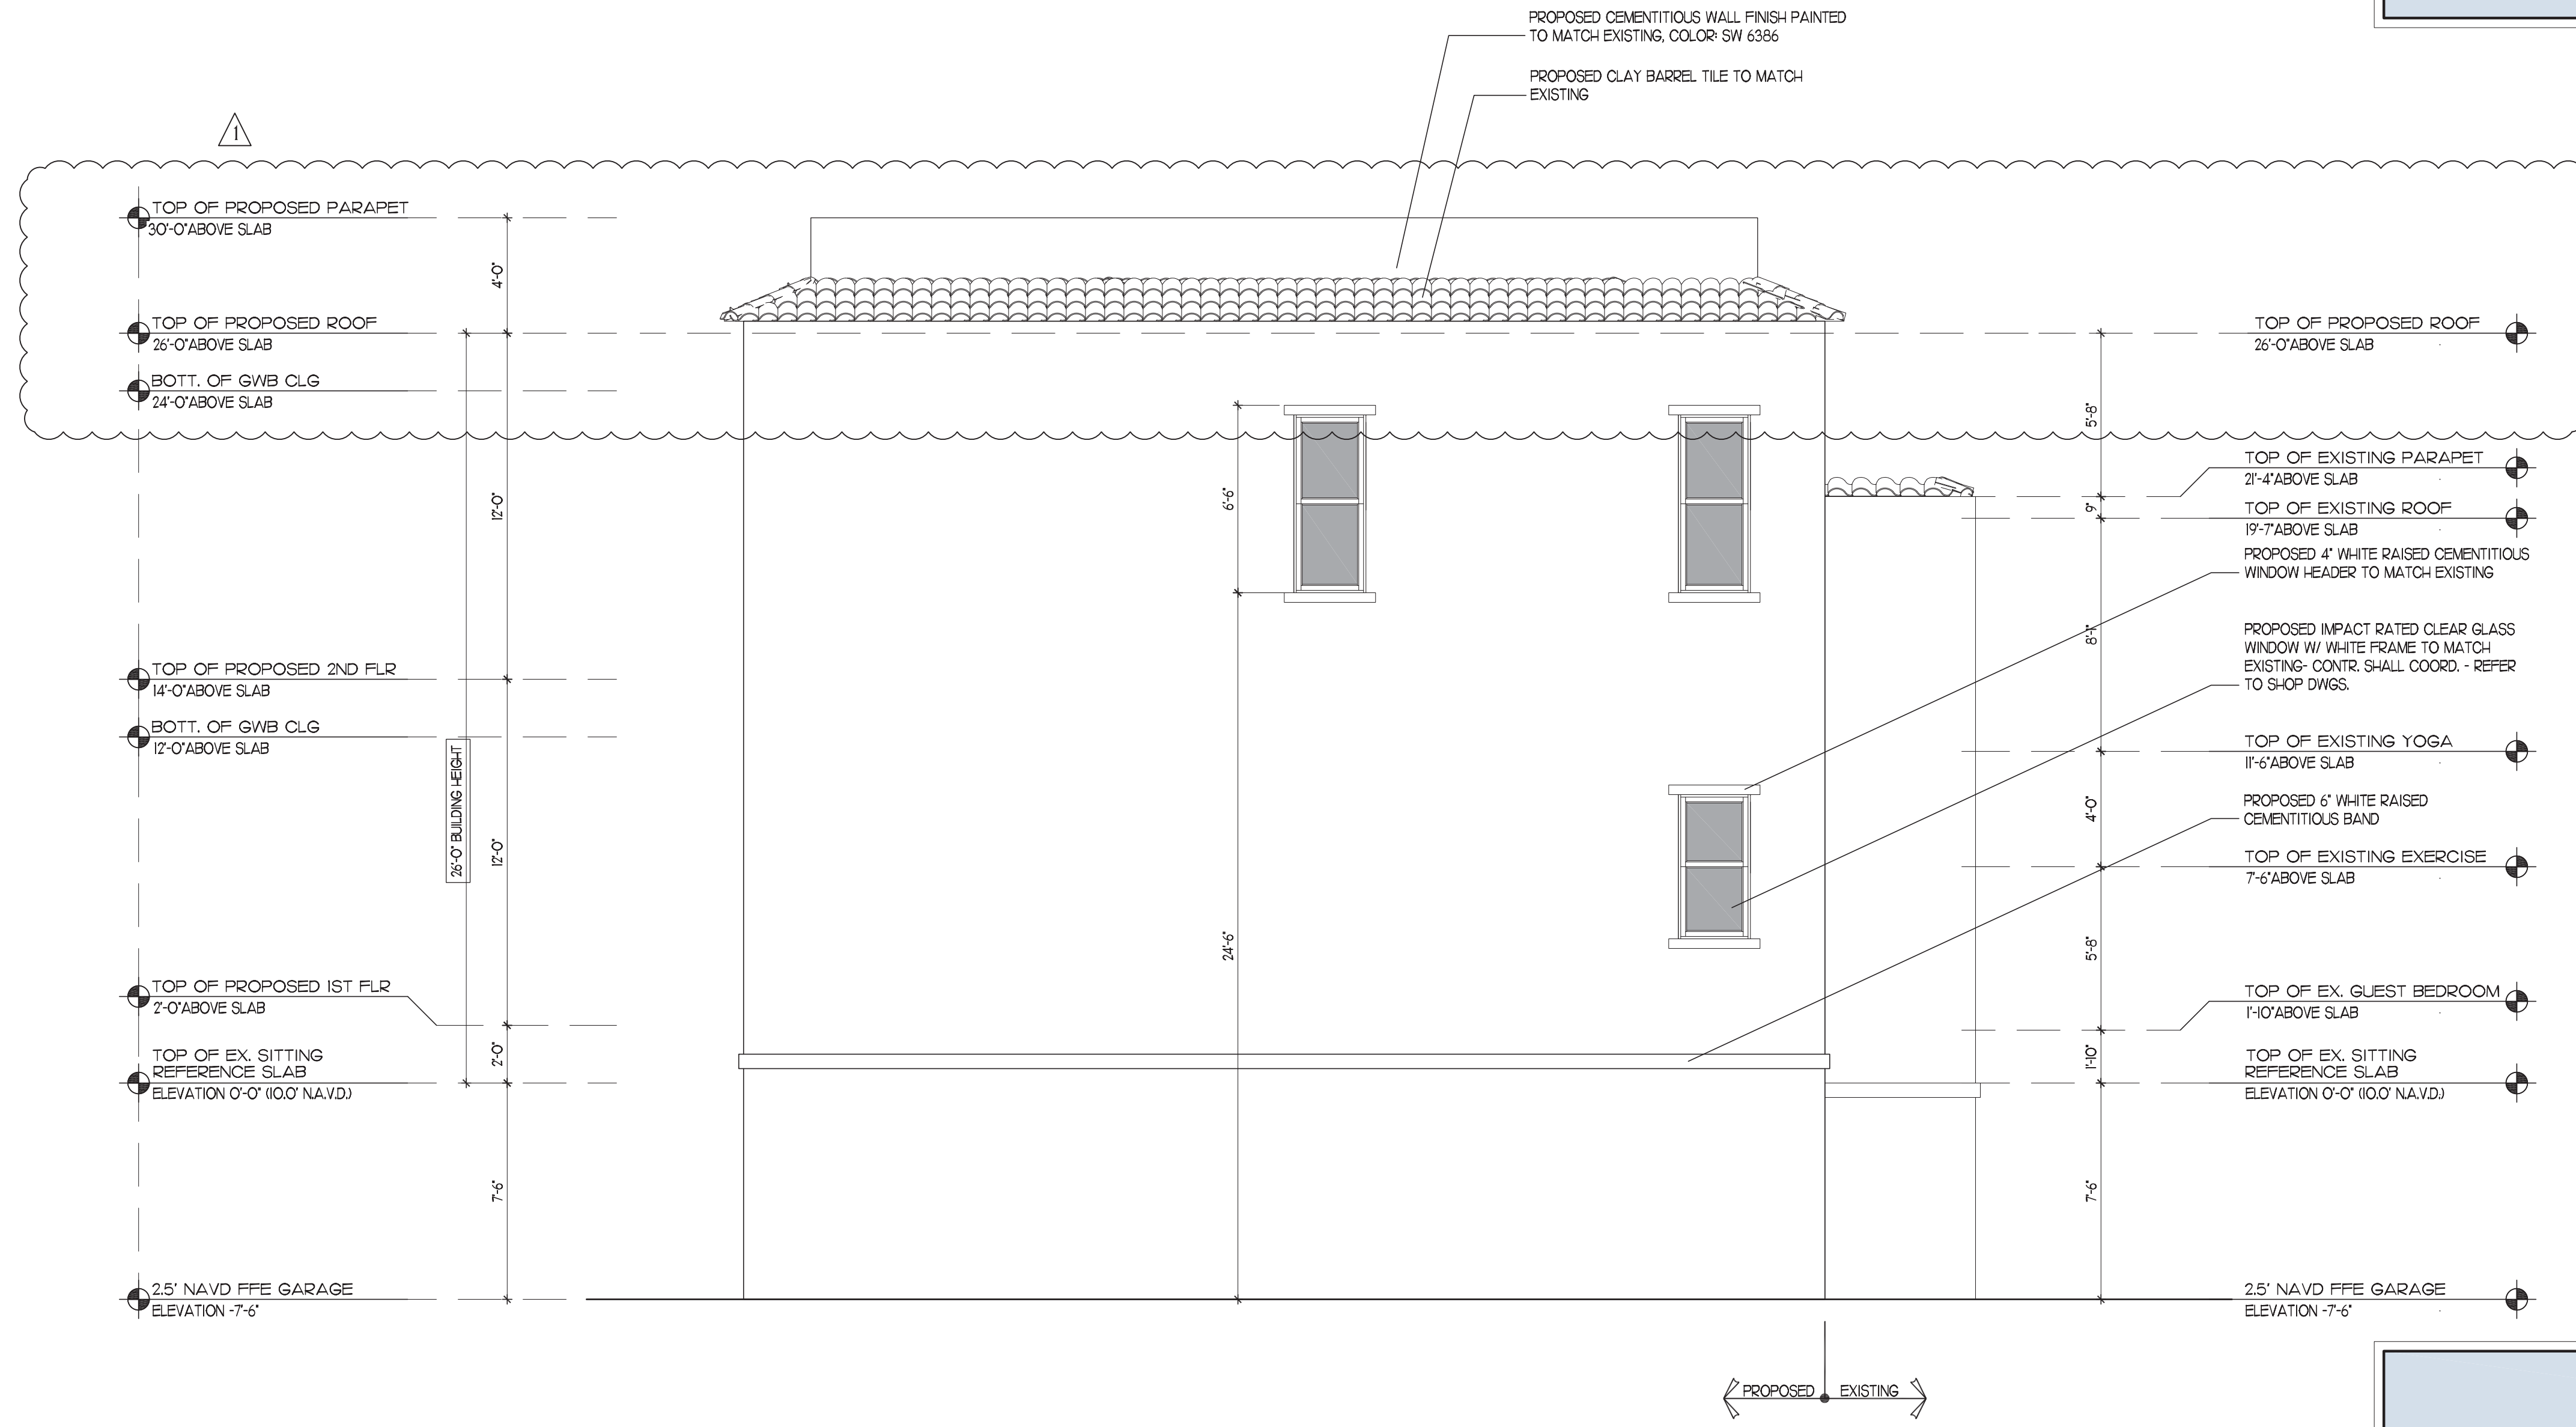 PROPOSED CEMENTITIOUS WALL FINISH PAINTED
TO MATCH EXISTING, COLOR: SW 6386
PROPOSED CLAY BARREL TILE TO MATCH
EXISTING
1
TOP OF PROPOSED PARAPET
30'-0"ABOVE SLAB
4'-0"
TOP OF PROPOSED ROOF
26'-0"ABOVE SLAB
BOTT. OF GWB CLG
24'-0"ABOVE SLAB
12'-0"
TOP OF PROPOSED 2ND FLR
14'-0"ABOVE SLAB
BOTT. OF GWB CLG
12'-0"ABOVE SLAB
26'-0" BUILDING HEIGHT
12'-0"
TOP OF PROPOSED 1ST FLR
2'-0"ABOVE SLAB
2'-0"
TOP OF EX. SITTING
REFERENCE SLAB
ELEVATION 0'-0" (10.0' N.A.V.D.)
7'-6"
2.5' NAVD FFE GARAGE
ELEVATION -7'-6"
6'-6"
24'-6"
TOP OF PROPOSED ROOF
26'-0"ABOVE SLAB
5'-8"
TOP OF EXISTING PARAPET
21'-4"ABOVE SLAB
9"
TOP OF EXISTING ROOF
19'-7"ABOVE SLAB
PROPOSED 4" WHITE RAISED CEMENTITIOUS
WINDOW HEADER TO MATCH EXISTING
8'-1"
PROPOSED IMPACT RATED CLEAR GLASS
WINDOW W/ WHITE FRAME TO MATCH
EXISTING- CONTR. SHALL COORD. - REFER
TO SHOP DWGS.
TOP OF EXISTING YOGA
11'-6"ABOVE SLAB
4'-0"
PROPOSED 6" WHITE RAISED
CEMENTITIOUS BAND
TOP OF EXISTING EXERCISE
7'-6"ABOVE SLAB
5'-8"
TOP OF EX. GUEST BEDROOM
1'-10"ABOVE SLAB
1'-10"
TOP OF EX. SITTING
REFERENCE SLAB
ELEVATION 0'-0" (10.0' N.A.V.D.)
7'-6"
2.5' NAVD FFE GARAGE
ELEVATION -7'-6"
PROPOSED EXISTING